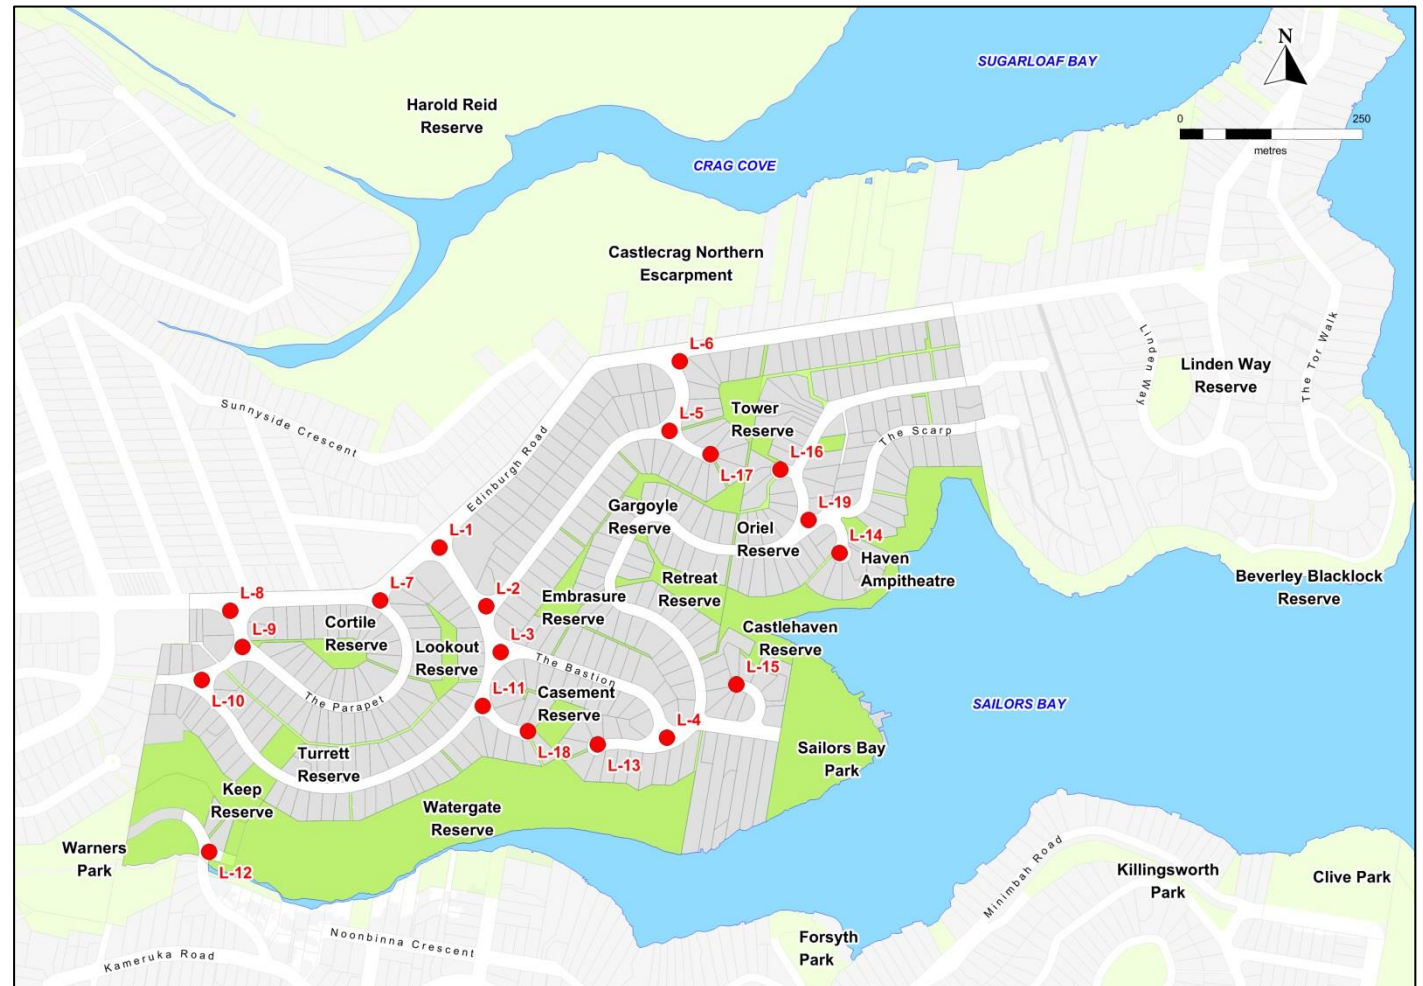 SUGARLOAF BAY
N
0
250
metres
Harold Reid
Reserve
CRAG COVE
Castlecrag Northern
Escarpment
L-6
Linden Way
Linden Way
Reserve
The Tor Walk
Sunnyside Crescent
Edinburgh Road
L-5
Tower
Reserve
The Scarp
L-16
L-17
Gargoyle
Reserve
L-19
Oriel
Reserve
L-14
Haven
Ampitheatre
L-1
L-7
L-8
L-2
Retreat
Reserve
Embrasure
Reserve
Beverley Blacklock
Reserve
Cortile
Reserve
L-9
L-3
Lookout
Reserve
Castlehaven
Reserve
The Bastion
L-15
L-10
The Parapet
L-11
Casement
Reserve
SAILORS BAY
L-4
L-18
L-13
Turrett
Reserve
Sailors Bay
Park
Keep
Reserve
Watergate
Reserve
Warners
Park
L-12
Minimbah Road
Killingsworth
Park
Clive Park
Noonbinna Crescent
Kameruka Road
Forsyth
Park